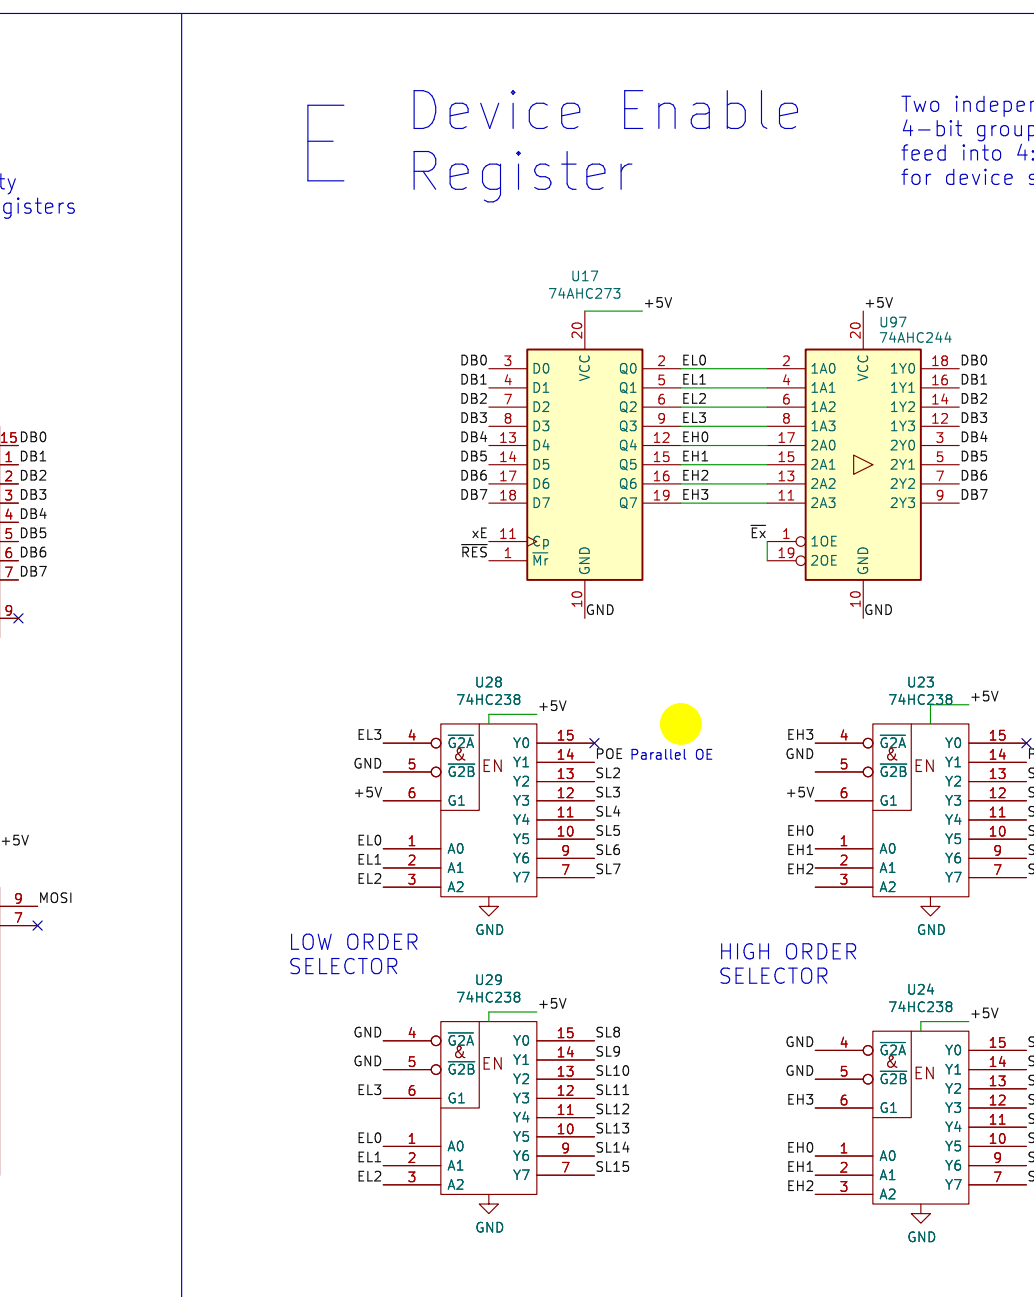 E
Device Enable
Register
Two indeper
4-bit group
feed into 4:
for device s
ty
gisters
U17
74AHC273
+5V
20
VCC
DB0 3 D0 Q0 2 EL0
DB1 4 D1 Q1 5 EL1
DB2 7 D2 Q2 6 EL2
DB3 8 D3 Q3 9 EL3
DB4 13 D4 Q4 12 EH0
DB5 14 D5 Q5 15 EH1
DB6 17 D6 Q6 16 EH2
DB7 18 D7 Q7 19 EH3
xE 11 Cp
RES 1 Mr
GND
10
GND
+5V
U97
74AHC244
20
VCC
2 1A0 1Y0 18 DB0
4 1A1 1Y1 16 DB1
6 1A2 1Y2 14 DB2
8 1A3 1Y3 12 DB3
17 2A0 2Y0 3 DB4
15 2A1 2Y1 5 DB5
13 2A2 2Y2 7 DB6
11 2A3 2Y3 9 DB7
Ex 1 1OE
19 2OE
GND
10
GND
15 DB0
1 DB1
2 DB2
3 DB3
4 DB4
5 DB5
6 DB6
7 DB7
9
+5V
9 MOSI
7
U28
74HC238
+5V
EL3 4 G2A Y0 15
& EN
GND 5 G2B Y1 14 POE
Parallel OE
Y2 13 SL2
+5V 6 G1 Y3 12 SL3
Y4 11 SL4
Y5 10 SL5
EL0 1 A0 Y6 9 SL6
EL1 2 A1 Y7 7 SL7
EL2 3 A2
GND
U23
74HC238
+5V
EH3 4 G2A Y0 15
& EN
GND 5 G2B Y1 14
Y2 13 S
+5V 6 G1 Y3 12 S
Y4 11 S
Y5 10 S
EH0 1 A0 Y6 9 S
EH1 2 A1 Y7 7 S
EH2 3 A2
GND
LOW ORDER
SELECTOR
HIGH ORDER
SELECTOR
U29
74HC238
+5V
GND 4 G2A Y0 15 SL8
& EN
GND 5 G2B Y1 14 SL9
Y2 13 SL10
EL3 6 G1 Y3 12 SL11
Y4 11 SL12
Y5 10 SL13
EL0 1 A0 Y6 9 SL14
EL1 2 A1 Y7 7 SL15
EL2 3 A2
GND
U24
74HC238
+5V
GND 4 G2A Y0 15 S
& EN
GND 5 G2B Y1 14 S
Y2 13 S
EH3 6 G1 Y3 12 S
Y4 11 S
Y5 10 S
EH0 1 A0 Y6 9 S
EH1 2 A1 Y7 7 S
EH2 3 A2
GND